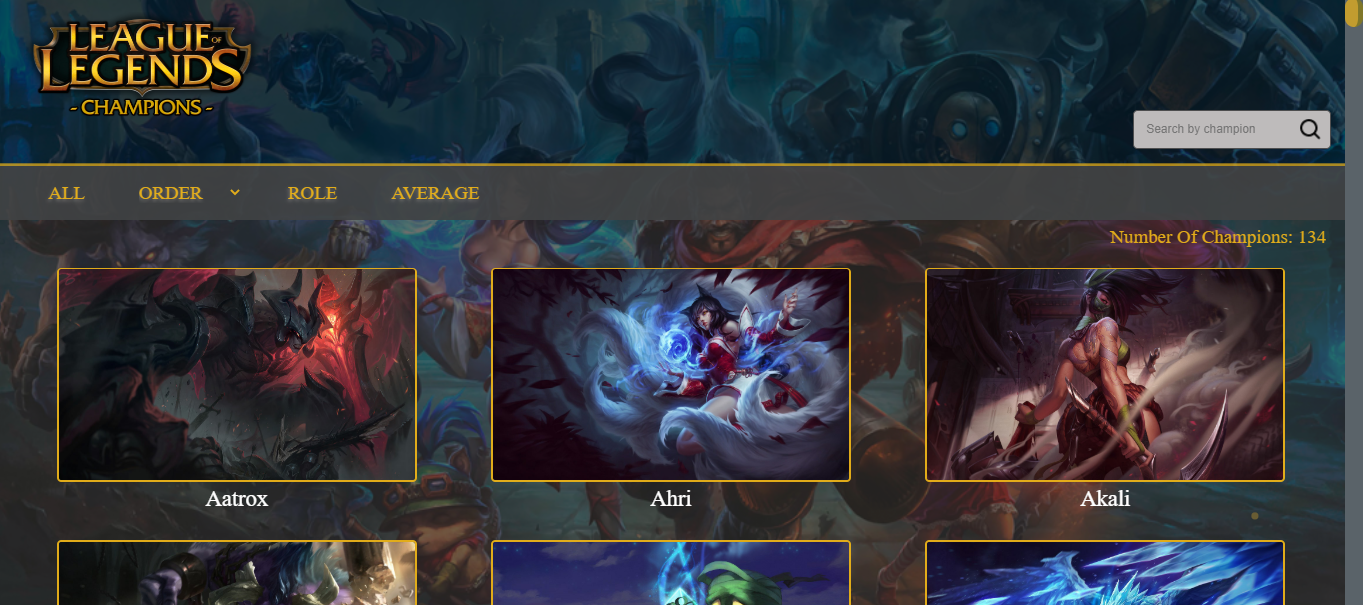 LEAGUE OF
LEGENDS
- CHAMPIONS -
Search by champion
ALL ORDER ROLE AVERAGE
Number Of Champions: 134
Aatrox Ahri Akali